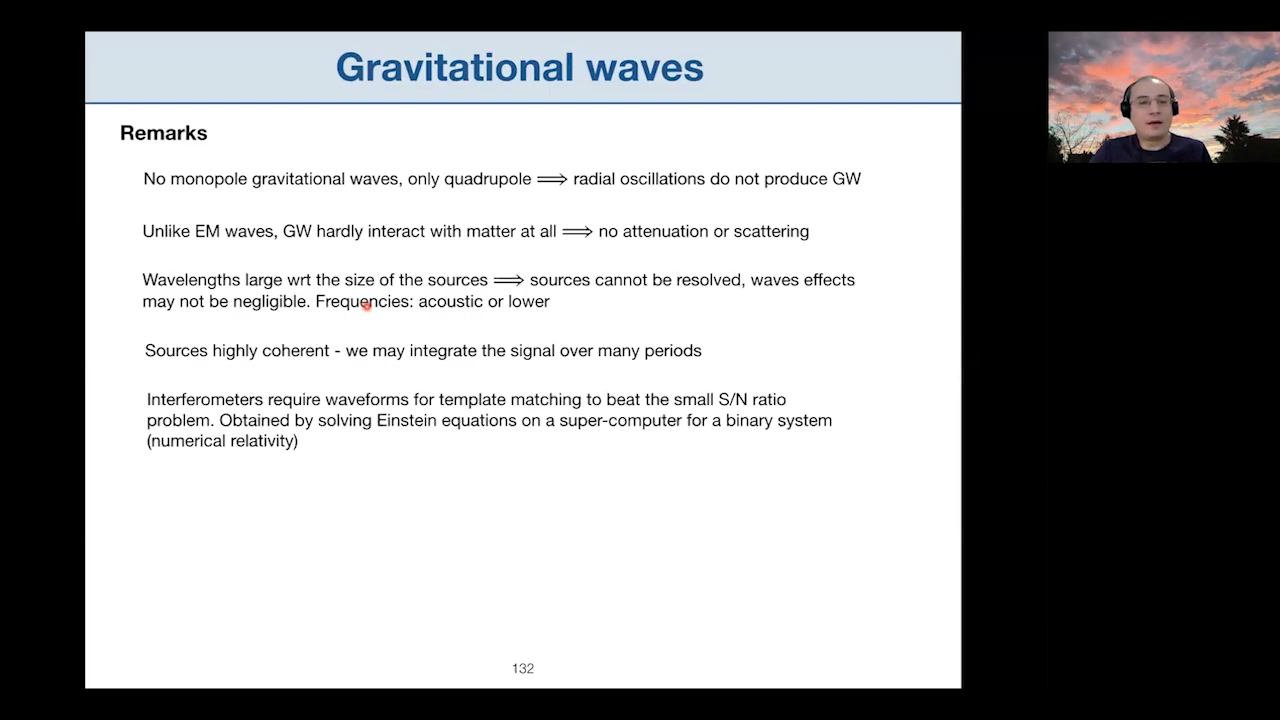 Gravitational waves
Remarks
No monopole gravitational waves, only quadrupole ⟹ radial oscillations do not produce GW
Unlike EM waves, GW hardly interact with matter at all ⟹ no attenuation or scattering
Wavelengths large wrt the size of the sources ⟹ sources cannot be resolved, waves effects
may not be negligible. Frequencies: acoustic or lower
Sources highly coherent - we may integrate the signal over many periods
Interferometers require waveforms for template matching to beat the small S/N ratio
problem. Obtained by solving Einstein equations on a super-computer for a binary system
(numerical relativity)
132